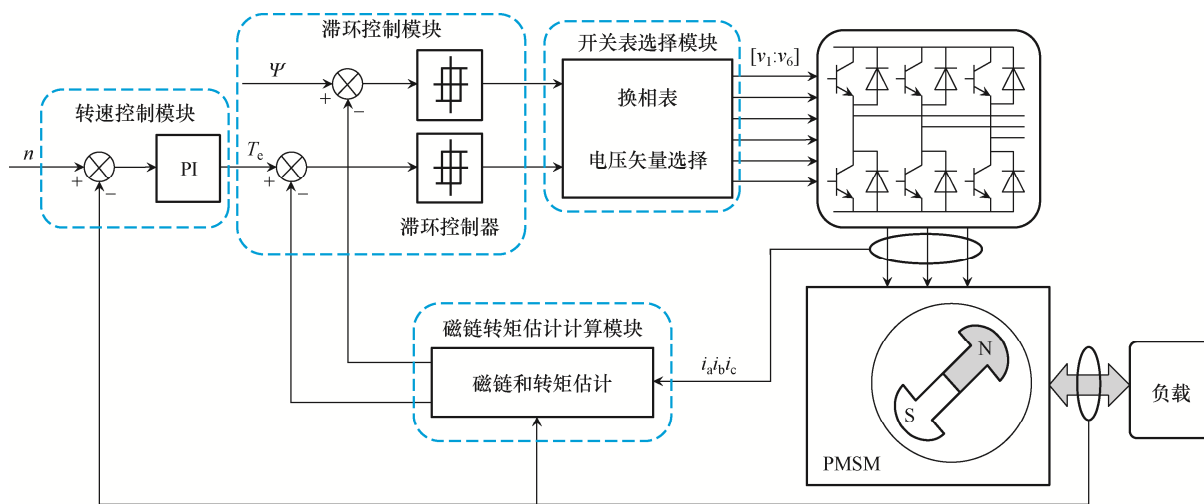 滞环控制模块
开关表选择模块
[v₁:v₆]
Ψ
+
−
换相表
转速控制模块
n
+
−
PI
Tₑ
+
−
电压矢量选择
滞环控制器
磁链转矩估计计算模块
磁链和转矩估计
iₐi_bi_c
N
S
PMSM
负载